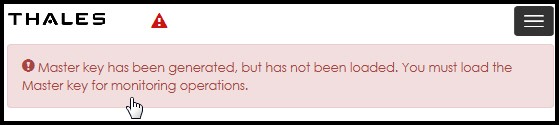 THALES
Master key has been generated, but has not been loaded. You must load the
Master key for monitoring operations.